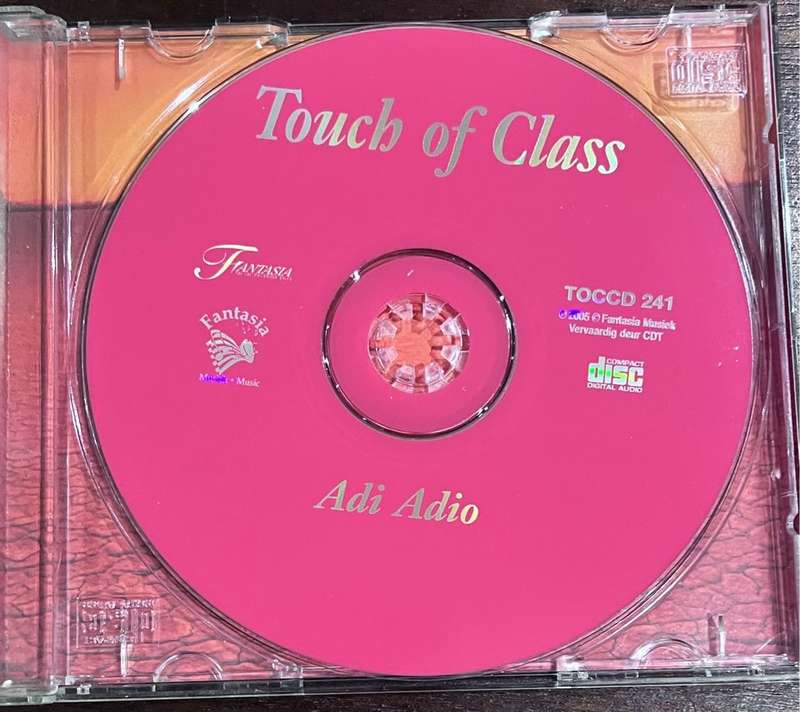 Touch of Class
FANTASIA
Fantasia
Music
TOCCD 241
2005 © Fantasia Musiek
Vervaardig deur CDT
COMPACT
disc
DIGITAL AUDIO
Adi Adio